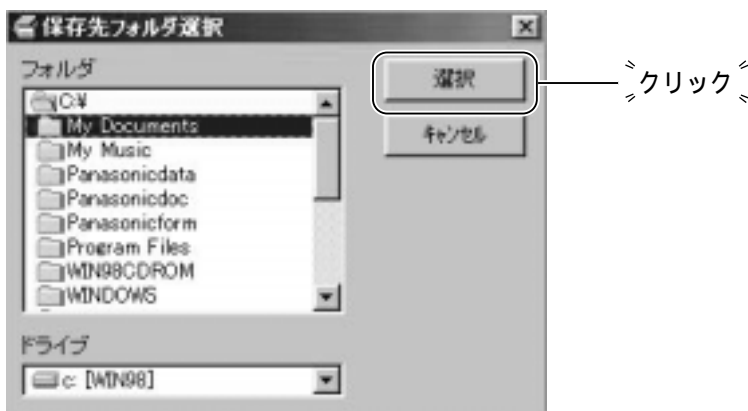 保存先フォルダ選択
フォルダ
選択
クリック
キャンセル
C:¥
My Documents
My Music
Panasonicdata
Panasonicdoc
Panasonicform
Program Files
WIN98CDROM
WINDOWS
ドライブ
c: [WIN98]